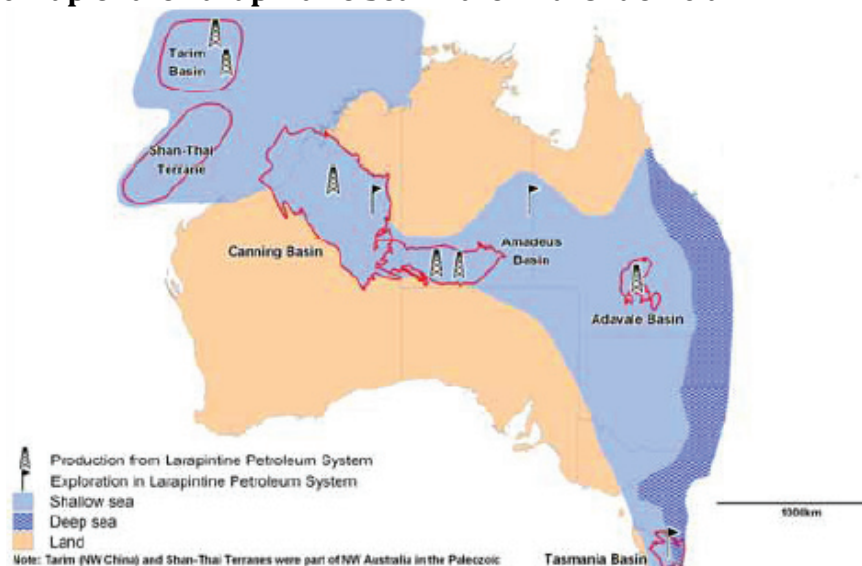 Tarim
Basin
Shan-Thai
Terrane
Canning Basin
Amadeus
Basin
Adavale Basin
Production from Larapintine Petroleum System
Exploration in Larapintine Petroleum System
Shallow sea
Deep sea
Land
1000km
Note: Tarim (NW China) and Shan-Thai Terranes were part of NW Australia in the Paleozoic
Tasmania Basin